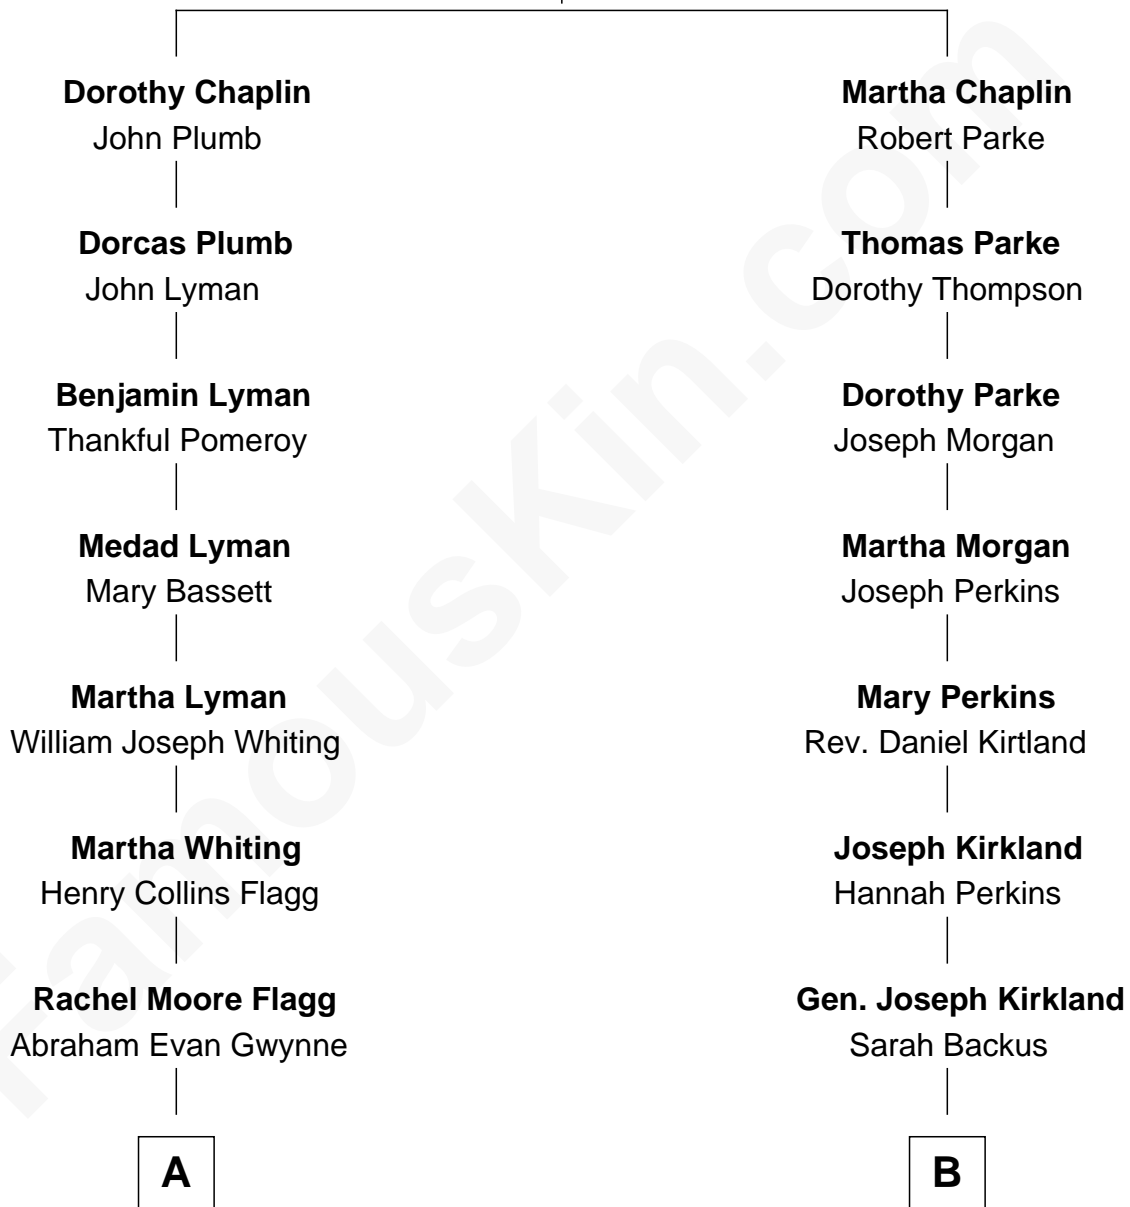 Dorothy Chaplin
John Plumb
Dorcas Plumb
John Lyman
Benjamin Lyman
Thankful Pomeroy
Medad Lyman
Mary Bassett
Martha Lyman
William Joseph Whiting
Martha Whiting
Henry Collins Flagg
Rachel Moore Flagg
Abraham Evan Gwynne
A
Martha Chaplin
Robert Parke
Thomas Parke
Dorothy Thompson
Dorothy Parke
Joseph Morgan
Martha Morgan
Joseph Perkins
Mary Perkins
Rev. Daniel Kirtland
Joseph Kirkland
Hannah Perkins
Gen. Joseph Kirkland
Sarah Backus
B
FamousKin.com